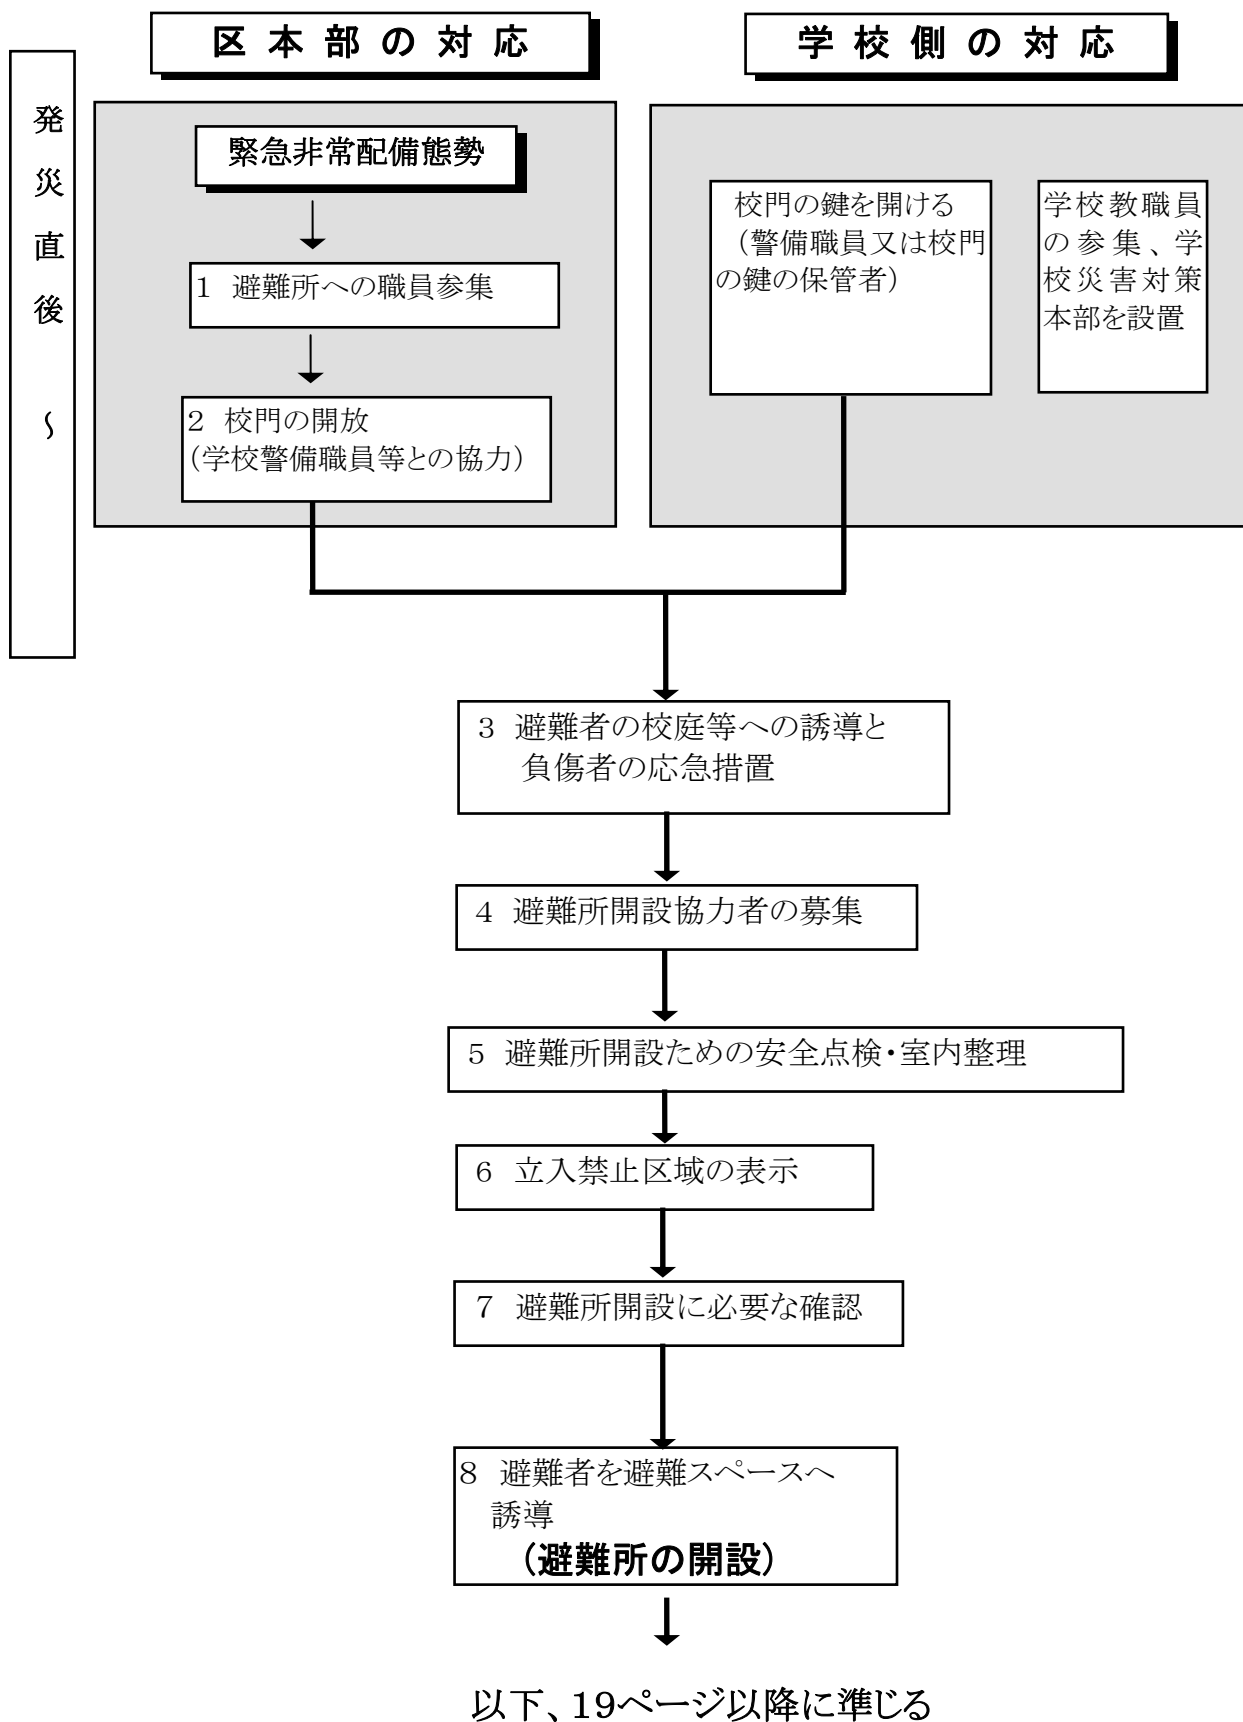 区本部の対応
学校側の対応
発災直後 ～
緊急非常配備態勢
1 避難所への職員参集
2 校門の開放
（学校警備職員等との協力）
校門の鍵を開ける
（警備職員又は校門
の鍵の保管者）
学校教職員
の参集、学
校災害対策
本部を設置
3 避難者の校庭等への誘導と
負傷者の応急措置
4 避難所開設協力者の募集
5 避難所開設ための安全点検・室内整理
6 立入禁止区域の表示
7 避難所開設に必要な確認
8 避難者を避難スペースへ
誘導
（避難所の開設）
以下、19ページ以降に準じる